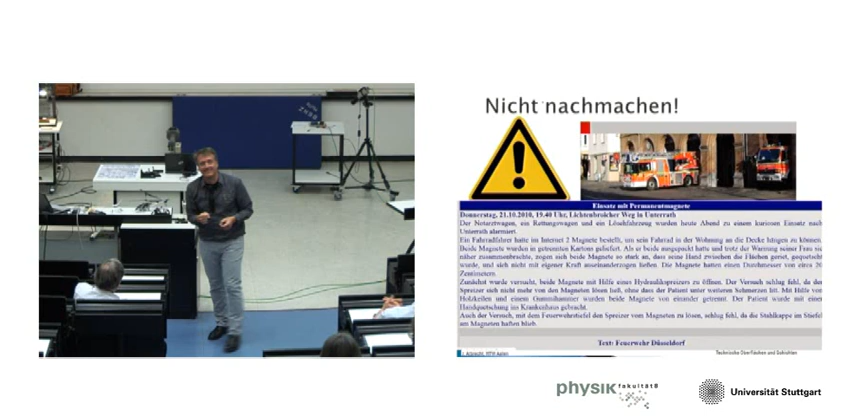 Nicht nachmachen!
Einsatz mit Permanentmagnete
Donnerstag, 21.10.2010, 19.40 Uhr, Lichtenbroicher Weg in Unterrath
Der Notarztwagen, ein Rettungswagen und ein Löschfahrzeug wurden heute Abend zu einem kuriosen Einsatz nach
Unterrath alarmiert.
Ein Fahrradfahrer hatte im Internet 2 Magnete bestellt, um sein Fahrrad in der Wohnung an die Decke hängen zu können.
Beide Magnete wurden in getrennten Kartons geliefert. Als er beide ausgepackt hatte und trotz der Warnung seiner Frau sie
näher zusammenbrachte, zogen sich beide Magnete so stark an, dass seine Hand zwischen die Flächen geriet, gequetscht
wurde, und sich nicht mit eigener Kraft auseinanderzogen ließen. Die Magnete hatten einen Durchmesser von circa 20
Zentimetern.
Zunächst wurde versucht, beide Magnete mit Hilfe eines Hydraulikspreizers zu öffnen. Der Versuch schlug fehl, da der
Spreizer sich nicht mehr von den Magneten lösen ließ, ohne dass der Patient unter weiteren Schmerzen litt. Mit Hilfe von
Holzkeilen und einem Gummihammer wurden beide Magnete von einander getrennt. Der Patient wurde mit einer
Handquetschung ins Krankenhaus gebracht.
Auch der Versuch, mit dem Feuerwehrstiefel den Spreizer vom Magneten zu lösen, schlug fehl, da die Stahlkappe im Stiefel
am Magneten haften blieb.
Text: Feuerwehr Düsseldorf
J. Albrecht, HTW Aalen
Technische Oberflächen und Schichten
physik fakultät8
Universität Stuttgart